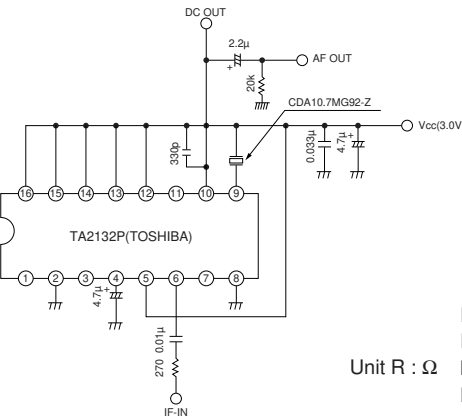 DC OUT
2.2µ
+
AF OUT
20k
CDA10.7MG92-Z
Vcc(3.0V
330p
0.033µ
4.7µ
+
16 15 14 13 12 11 10 9
TA2132P(TOSHIBA)
1 2 3 4 5 6 7 8
4.7µ
+
0.01µ
270
Unit R : Ω
IF-IN